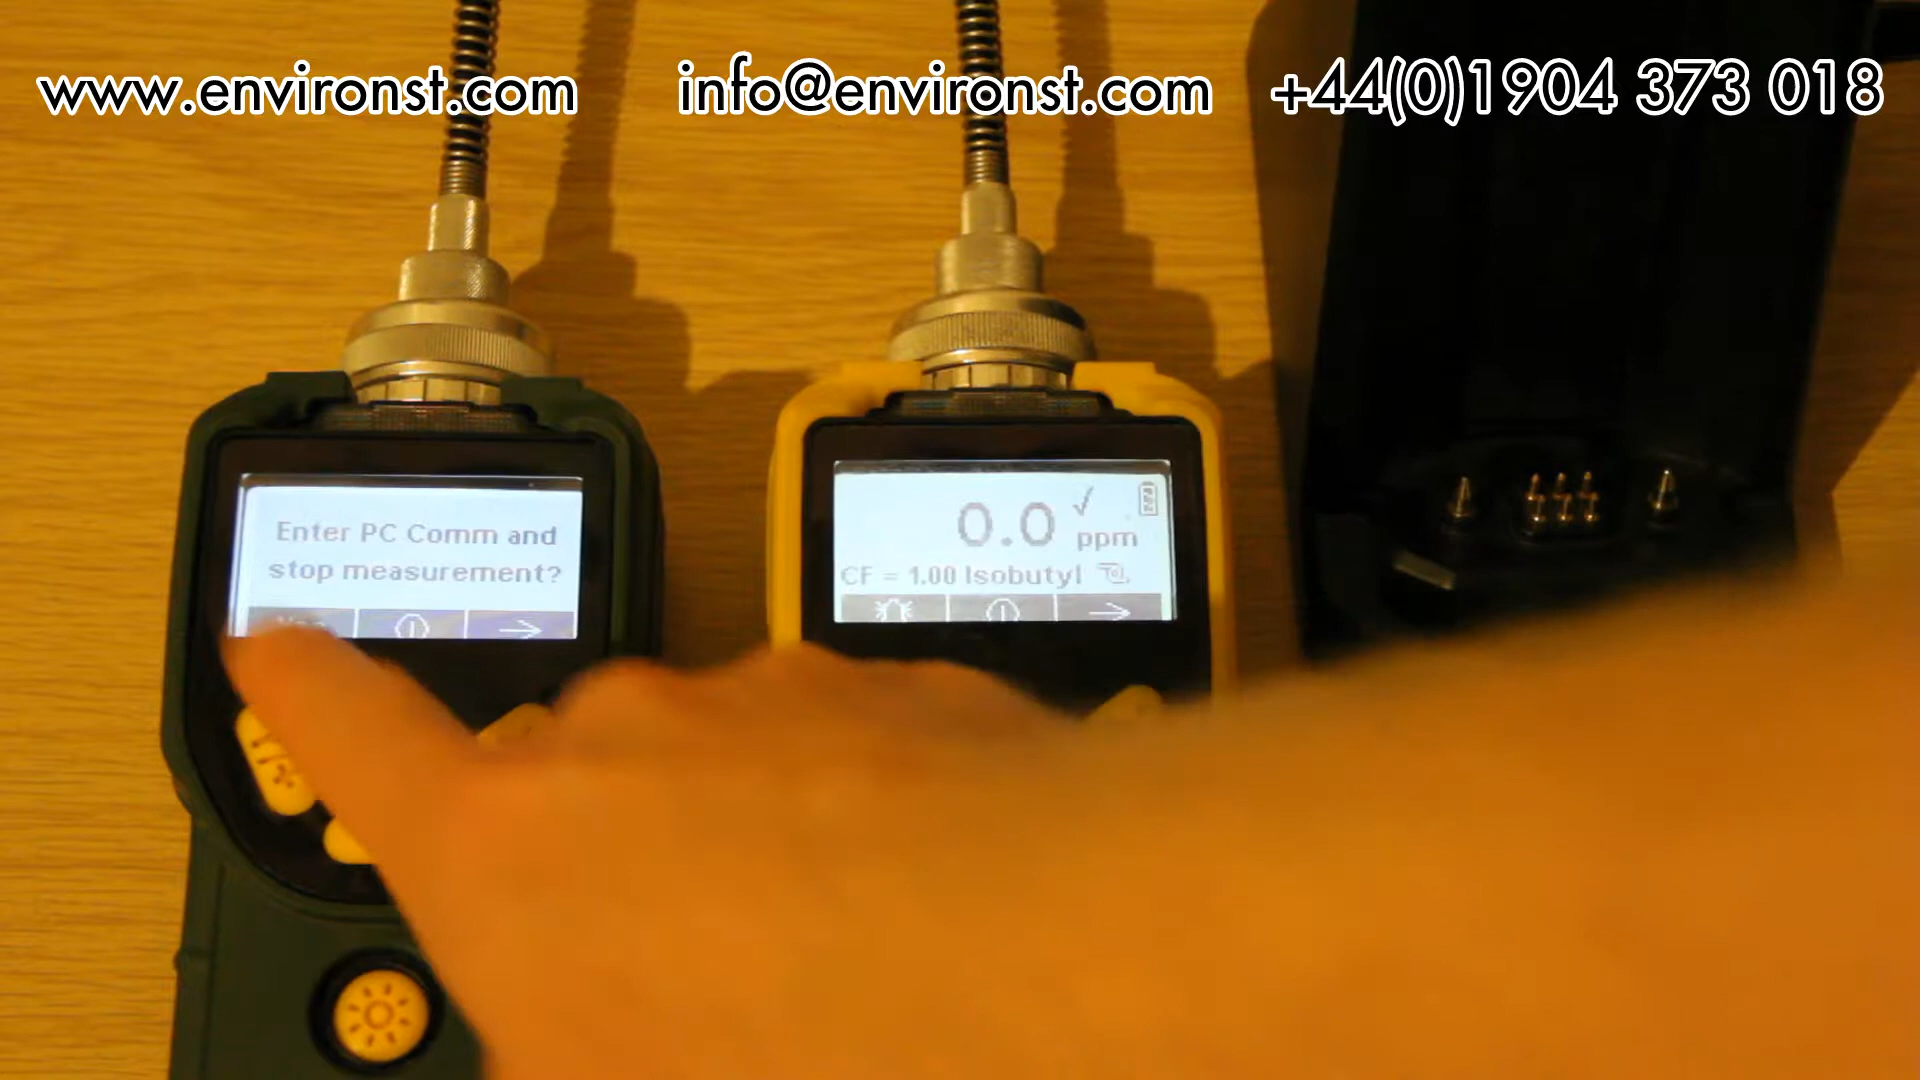 www.environst.com info@environst.com +44(0)1904 373 018
Enter PC Comm and
stop measurement?
Yes
0.0 ppm
CF = 1.00 Isobutyl
Y/+